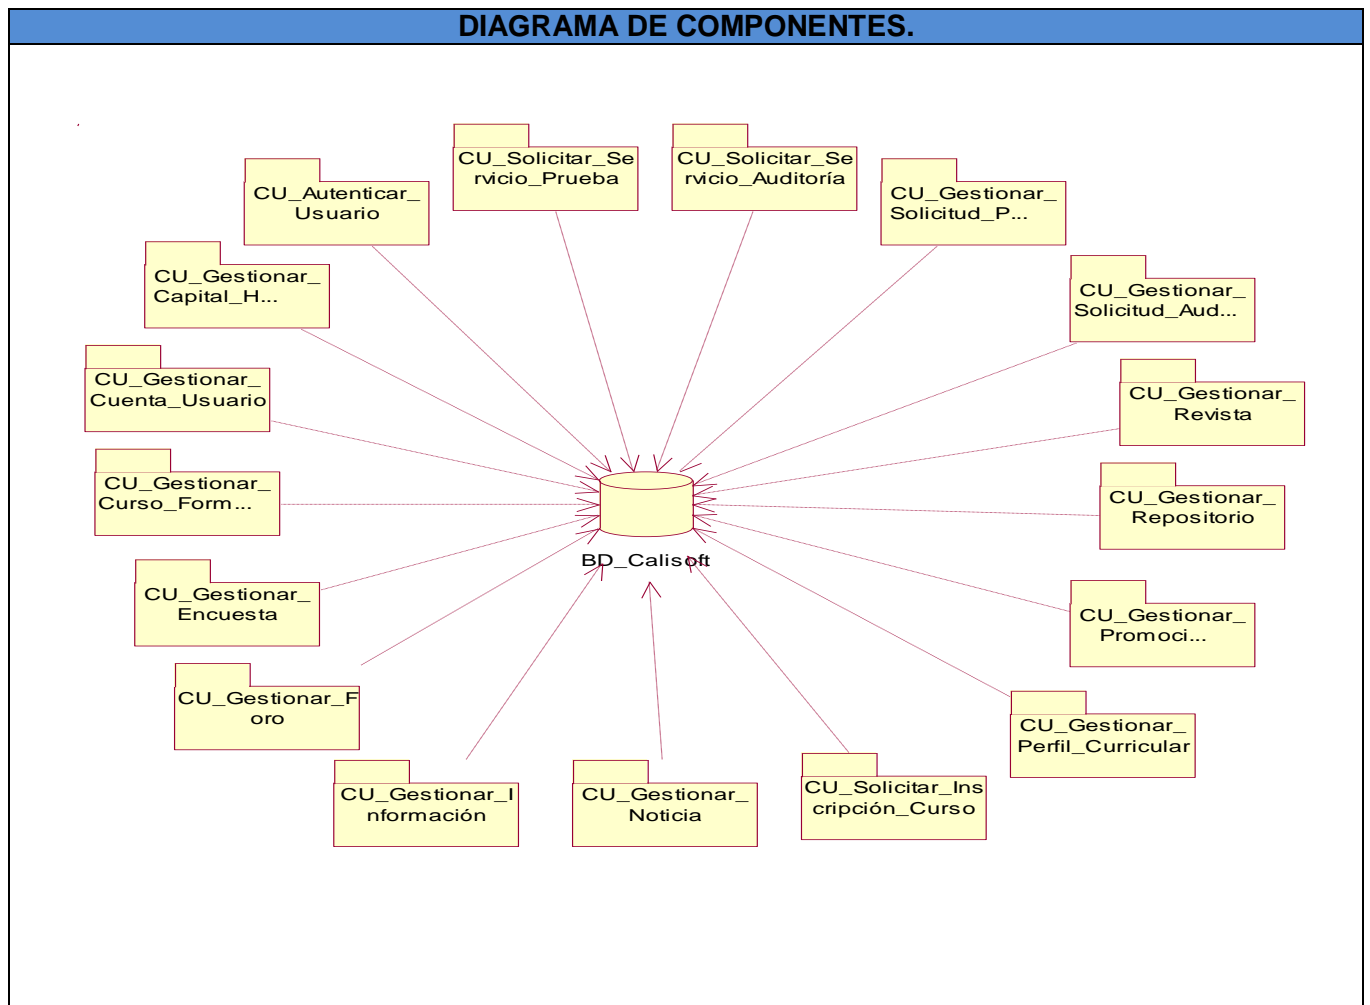 DIAGRAMA DE COMPONENTES.
CU_Solicitar_Se
rvicio_Prueba
CU_Solicitar_Se
rvicio_Auditoría
CU_Autenticar_
Usuario
CU_Gestionar_
Solicitud_P...
CU_Gestionar_
Capital_H...
CU_Gestionar_
Solicitud_Aud...
CU_Gestionar_
Cuenta_Usuario
CU_Gestionar_
Revista
CU_Gestionar_
Curso_Form...
CU_Gestionar_
Repositorio
BD_Calisoft
CU_Gestionar_
Encuesta
CU_Gestionar_
Promoci...
CU_Gestionar_F
oro
CU_Gestionar_
Perfil_Curricular
CU_Gestionar_I
nformación
CU_Gestionar_
Noticia
CU_Solicitar_Ins
cripción_Curso